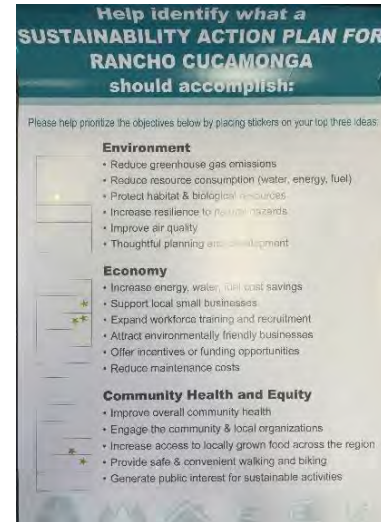 Help identify what a
SUSTAINABILITY ACTION PLAN FOR
RANCHO CUCAMONGA
should accomplish:
Please help prioritize the objectives below by placing stickers on your top three ideas
Environment
• Reduce greenhouse gas emissions
• Reduce resource consumption (water, energy, fuel)
• Protect habitat & biological resources
• Increase resilience to hazards
• Improve air quality
• Thoughtful planning and development
Economy
• Increase energy, water, fuel cost savings
• Support local small businesses
• Expand workforce training and recruitment
• Attract environmentally friendly businesses
• Offer incentives or funding opportunities
• Reduce maintenance costs
Community Health and Equity
• Improve overall community health
• Engage the community & local organizations
• Increase access to locally grown food across the region
• Provide safe & convenient walking and biking
• Generate public interest for sustainable activities